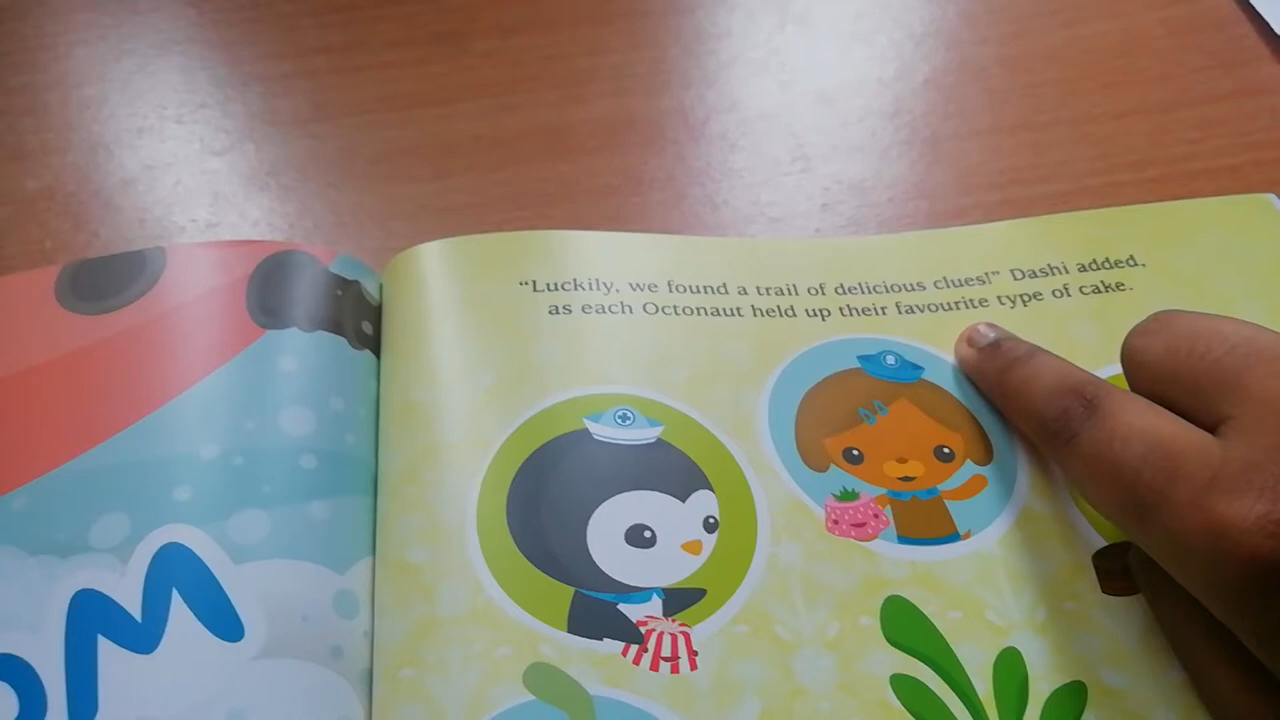 “Luckily, we found a trail of delicious clues!” Dashi added,
as each Octonaut held up their favourite type of cake.
OM